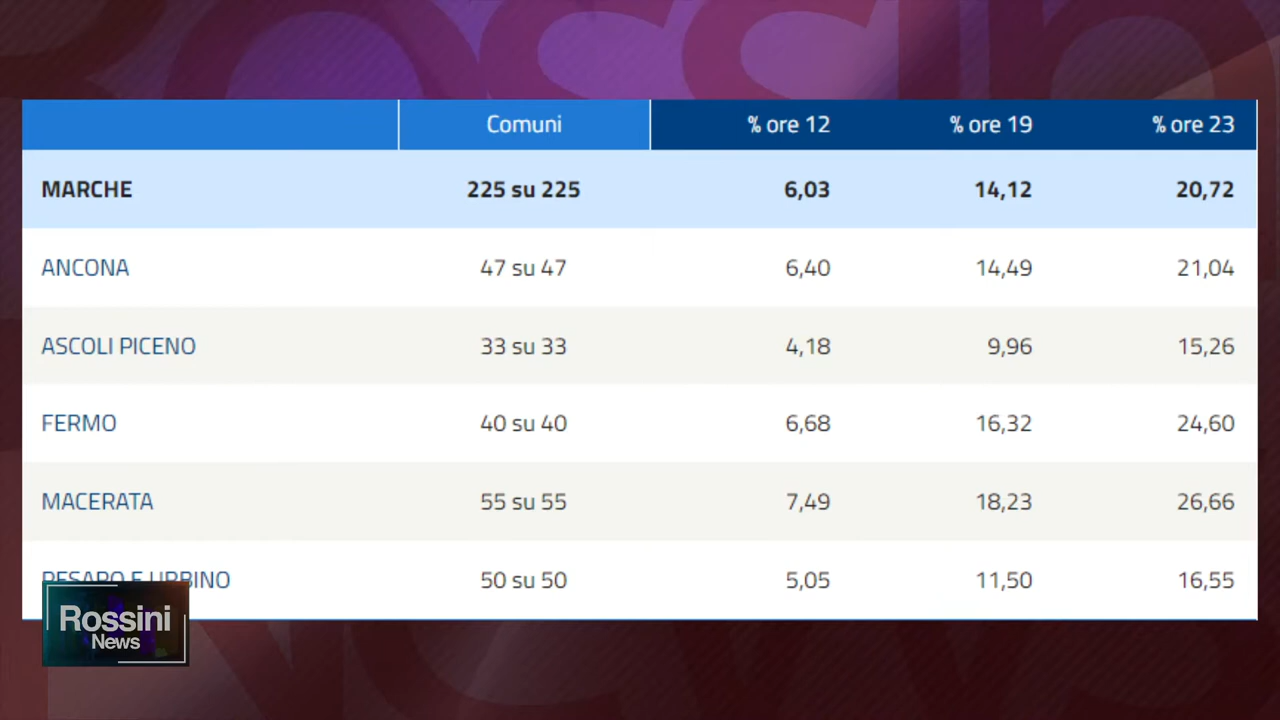 Comuni % ore 12 % ore 19 % ore 23
MARCHE 225 su 225 6,03 14,12 20,72
ANCONA 47 su 47 6,40 14,49 21,04
ASCOLI PICENO 33 su 33 4,18 9,96 15,26
FERMO 40 su 40 6,68 16,32 24,60
MACERATA 55 su 55 7,49 18,23 26,66
PESARO E URBINO 50 su 50 5,05 11,50 16,55
Rossini
News